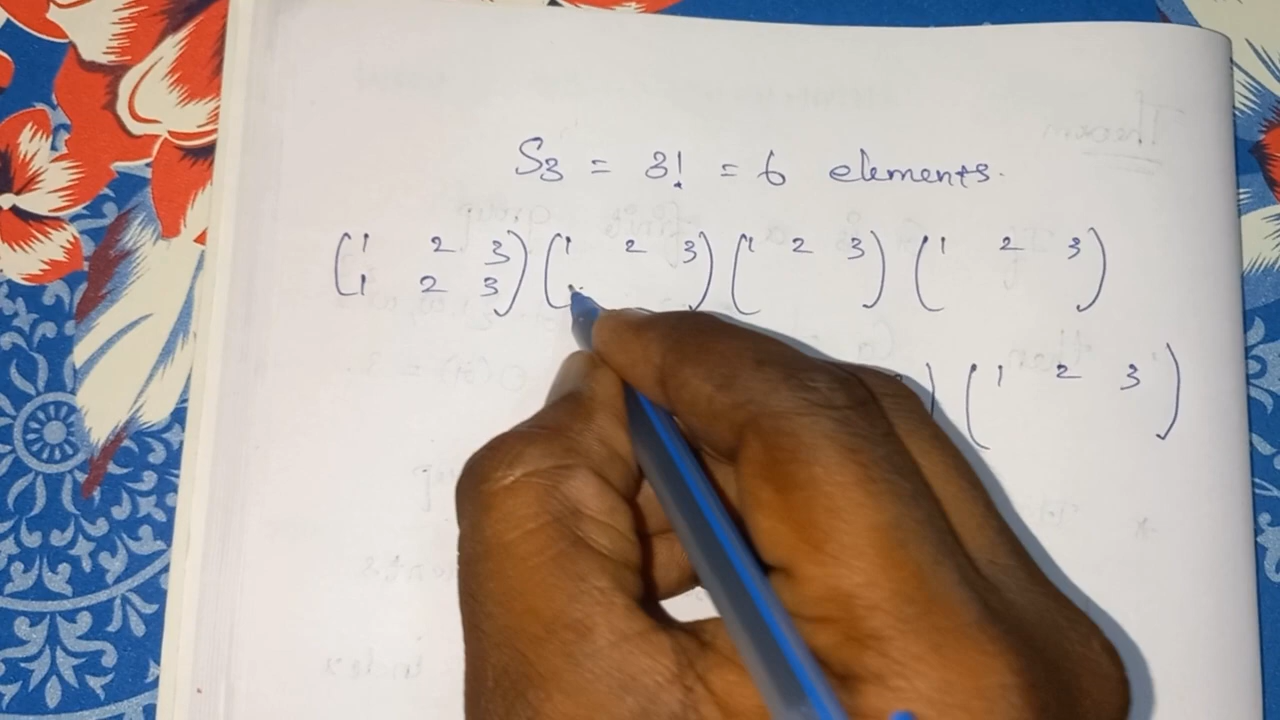 S3 = 3! = 6 elements.
(1 2 3) (1 2 3) (1 2 3) (1 2 3)
(1 2 3)
) (1 2 3)